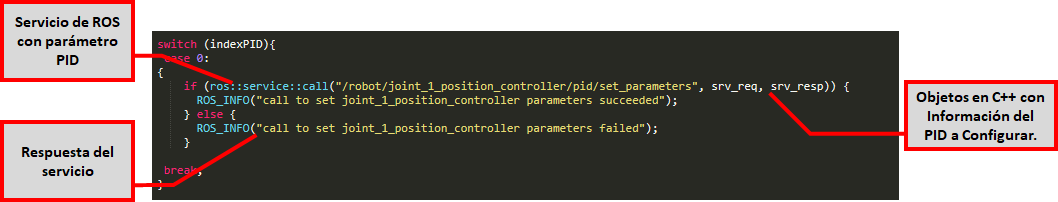 Servicio de ROS
con parámetro
PID
switch (indexPID){
case 0:
{
if (ros::service::call("/robot/joint_1_position_controller/pid/set_parameters", srv_req, srv_resp)) {
ROS_INFO("call to set joint_1_position_controller parameters succeeded");
} else {
ROS_INFO("call to set joint_1_position_controller parameters failed");
}
break;
}
Objetos en C++ con
Información del
PID a Configurar.
Respuesta del
servicio